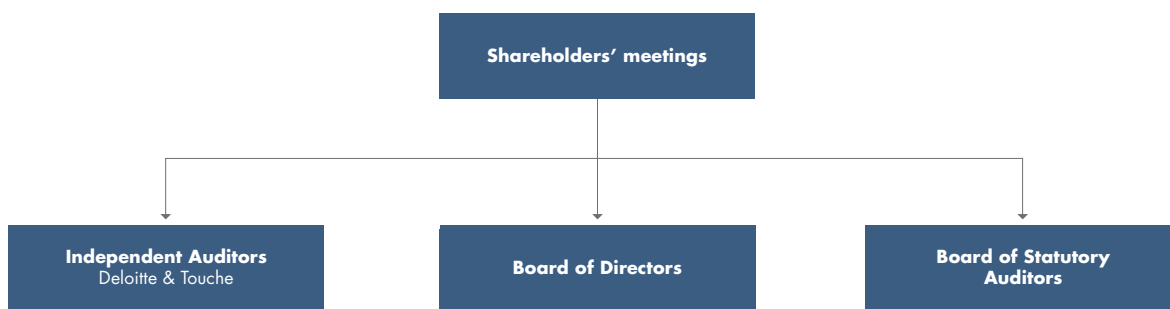 Shareholders’ meetings
Independent Auditors
Deloitte & Touche
Board of Directors
Board of Statutory
Auditors